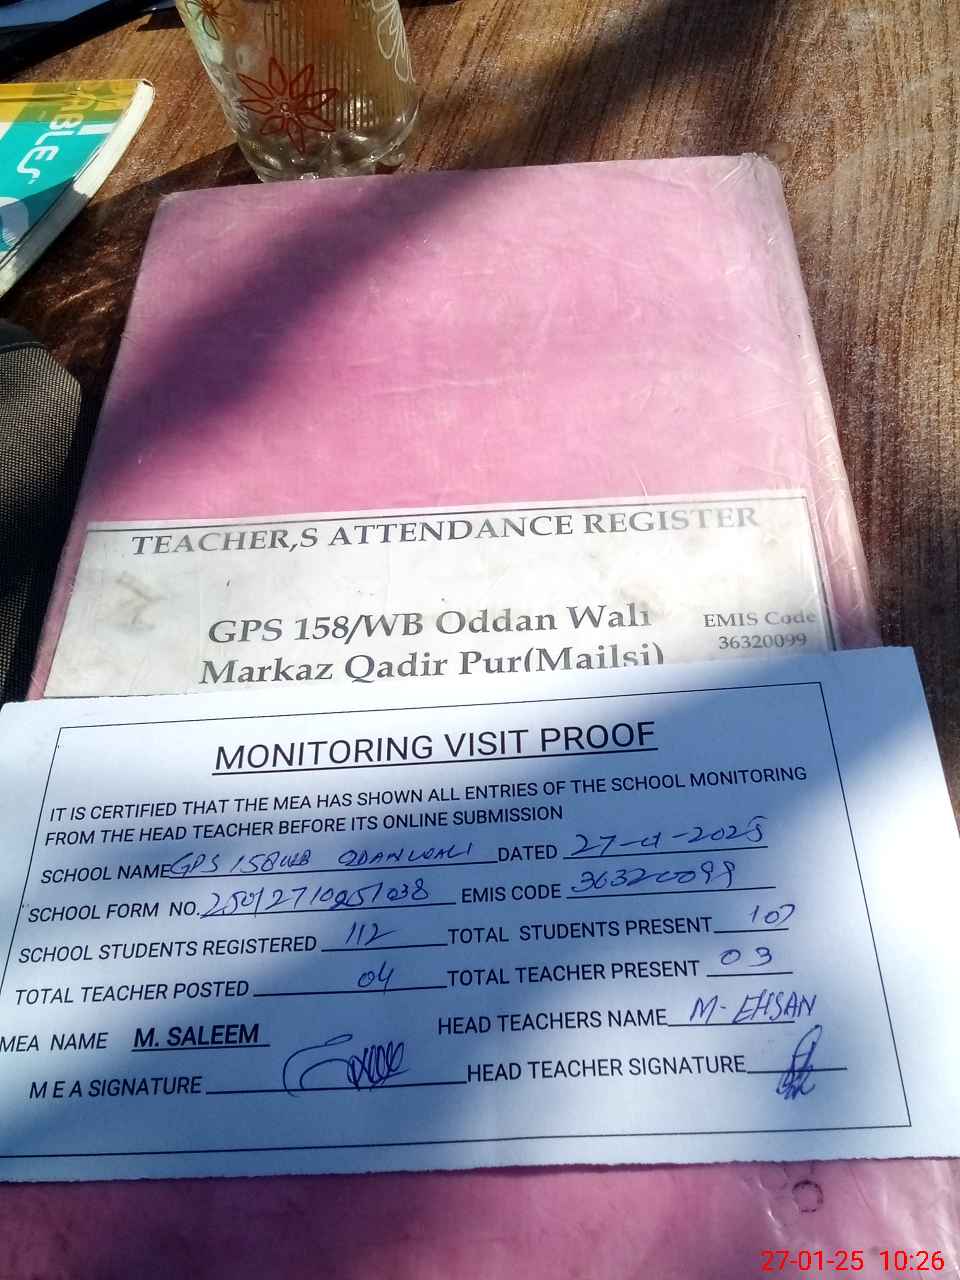 ABLES
TEACHER,S ATTENDANCE REGISTER
GPS 158/WB Oddan Wali
EMIS Code
36320099
Markaz Qadir Pur(Mailsi)
MONITORING VISIT PROOF
IT IS CERTIFIED THAT THE MEA HAS SHOWN ALL ENTRIES OF THE SCHOOL MONITORING
FROM THE HEAD TEACHER BEFORE ITS ONLINE SUBMISSION
SCHOOL NAME GPS 158WB ODANWALI DATED 27-01-2025
SCHOOL FORM NO. EMIS CODE 36320099
SCHOOL STUDENTS REGISTERED 112 TOTAL STUDENTS PRESENT 107
TOTAL TEACHER POSTED 04 TOTAL TEACHER PRESENT 03
MEA NAME M. SALEEM HEAD TEACHERS NAME M-EHSAN
M E A SIGNATURE HEAD TEACHER SIGNATURE
27-01-25 10:26